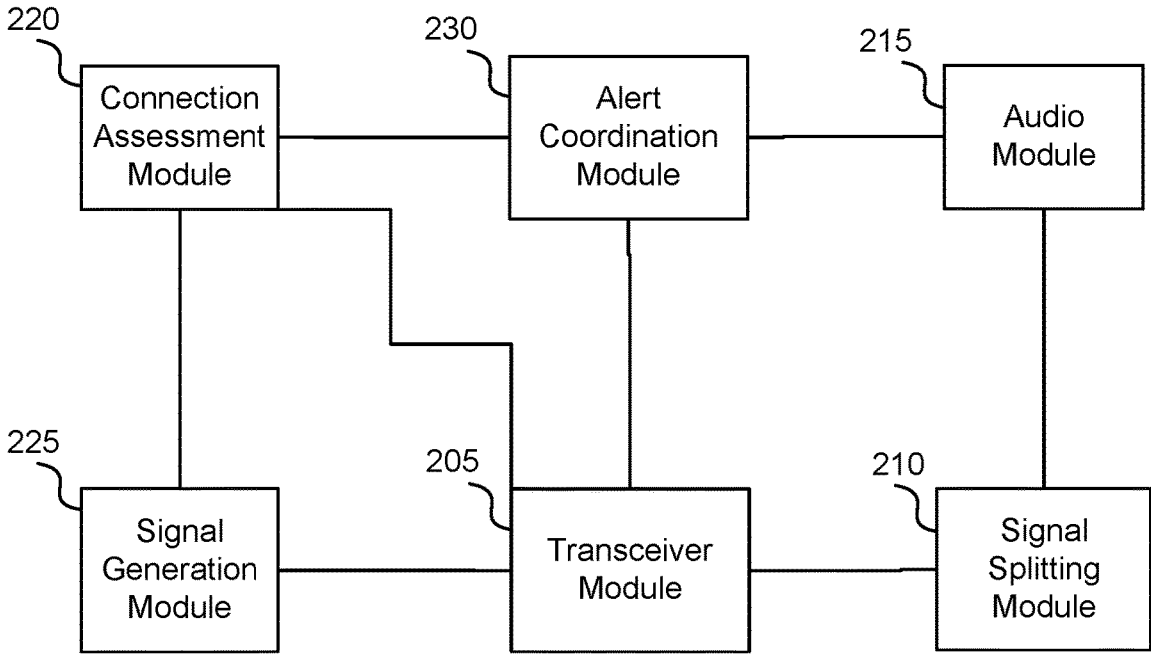 220
Connection
Assessment
Module
230
Alert
Coordination
Module
215
Audio
Module
225
Signal
Generation
Module
205
Transceiver
Module
210
Signal
Splitting
Module